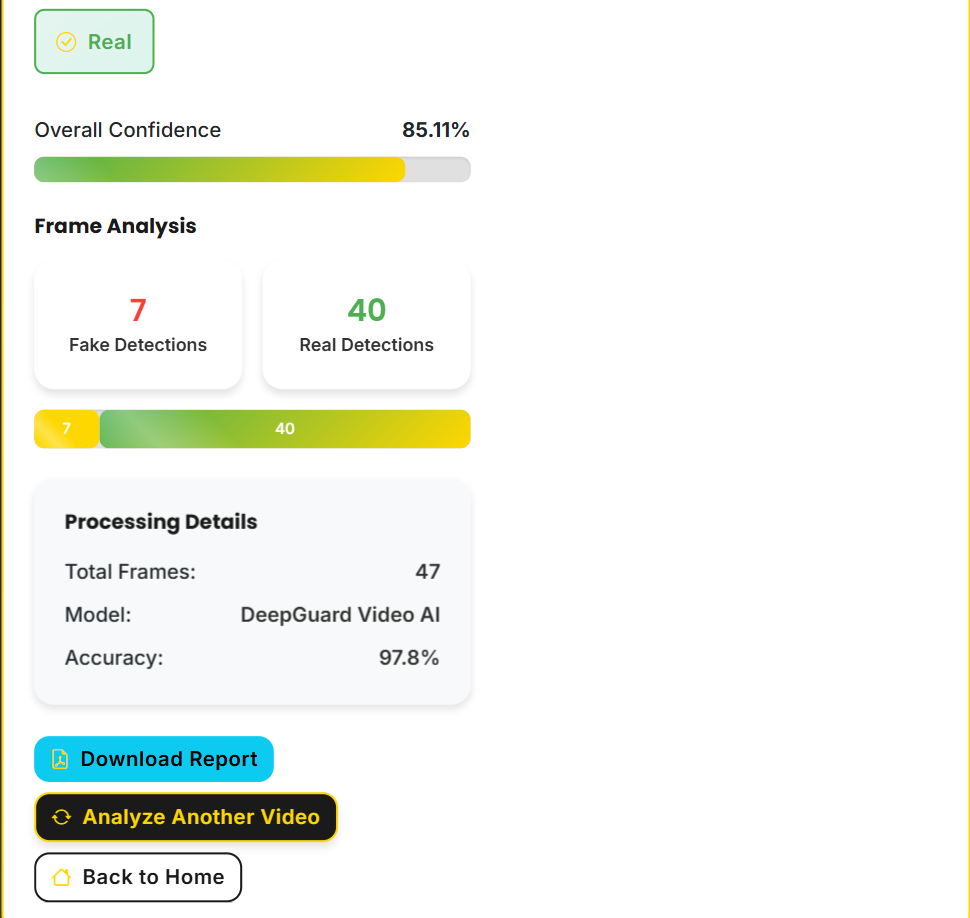 Real
Overall Confidence 85.11%
Frame Analysis
7 40
Fake Detections Real Detections
7 40
Processing Details
Total Frames: 47
Model: DeepGuard Video AI
Accuracy: 97.8%
Download Report
Analyze Another Video
Back to Home